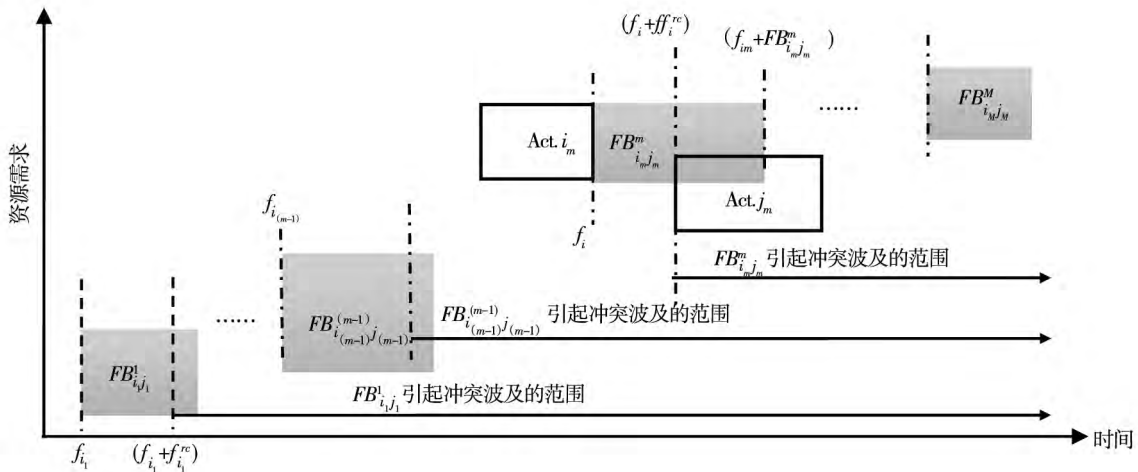 (f_i+ff_i^{rc})
(f_{im}+FB^m_{i_m j_m})
……
FB^M_{i_M j_M}
Act. i_m
FB^m_{i_m j_m}
Act. j_m
f_{i_{(m-1)}}
f_i
FB^m_{i_m j_m} 引起冲突波及的范围
……
FB^{(m-1)}_{i_{(m-1)} j_{(m-1)}}
FB^{(m-1)}_{i_{(m-1)} j_{(m-1)}} 引起冲突波及的范围
FB^1_{i_1 j_1}
FB^1_{i_1 j_1} 引起冲突波及的范围
资源需求
时间
f_{i_1}
(f_{i_1}+f^{rc}_{i_1})